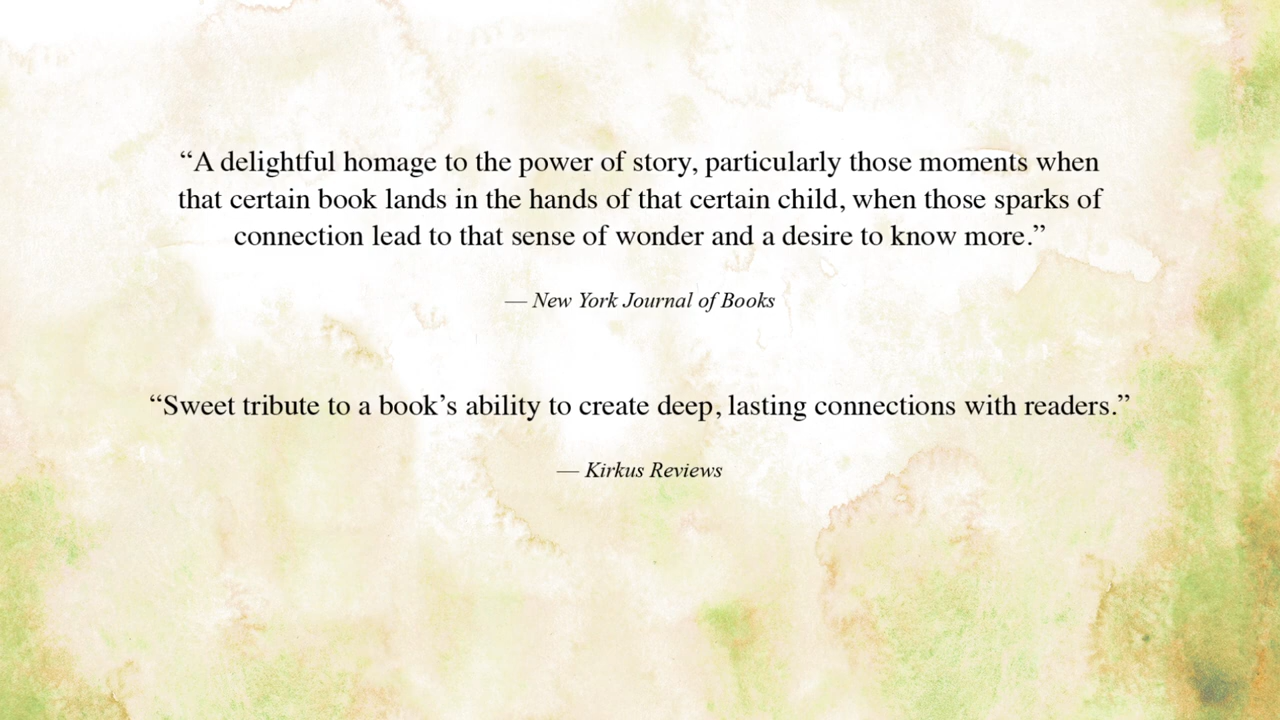 “A delightful homage to the power of story, particularly those moments when
that certain book lands in the hands of that certain child, when those sparks of
connection lead to that sense of wonder and a desire to know more.”
— New York Journal of Books
“Sweet tribute to a book’s ability to create deep, lasting connections with readers.”
— Kirkus Reviews